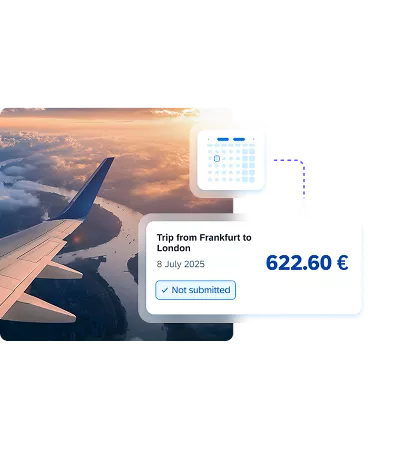 Trip from Frankfurt to
London
8 July 2025
622.60 €
Not submitted